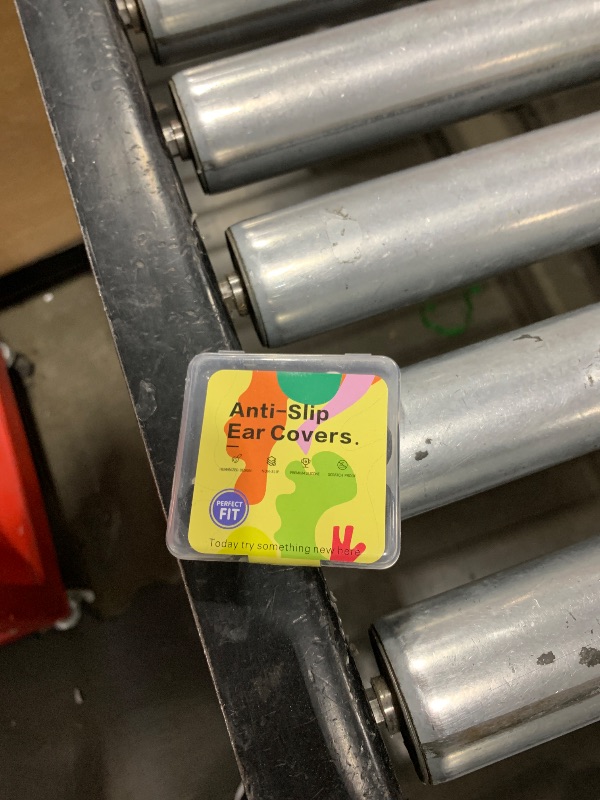 Anti-Slip
Ear Covers.
PERFECT
FIT
Today try something new here